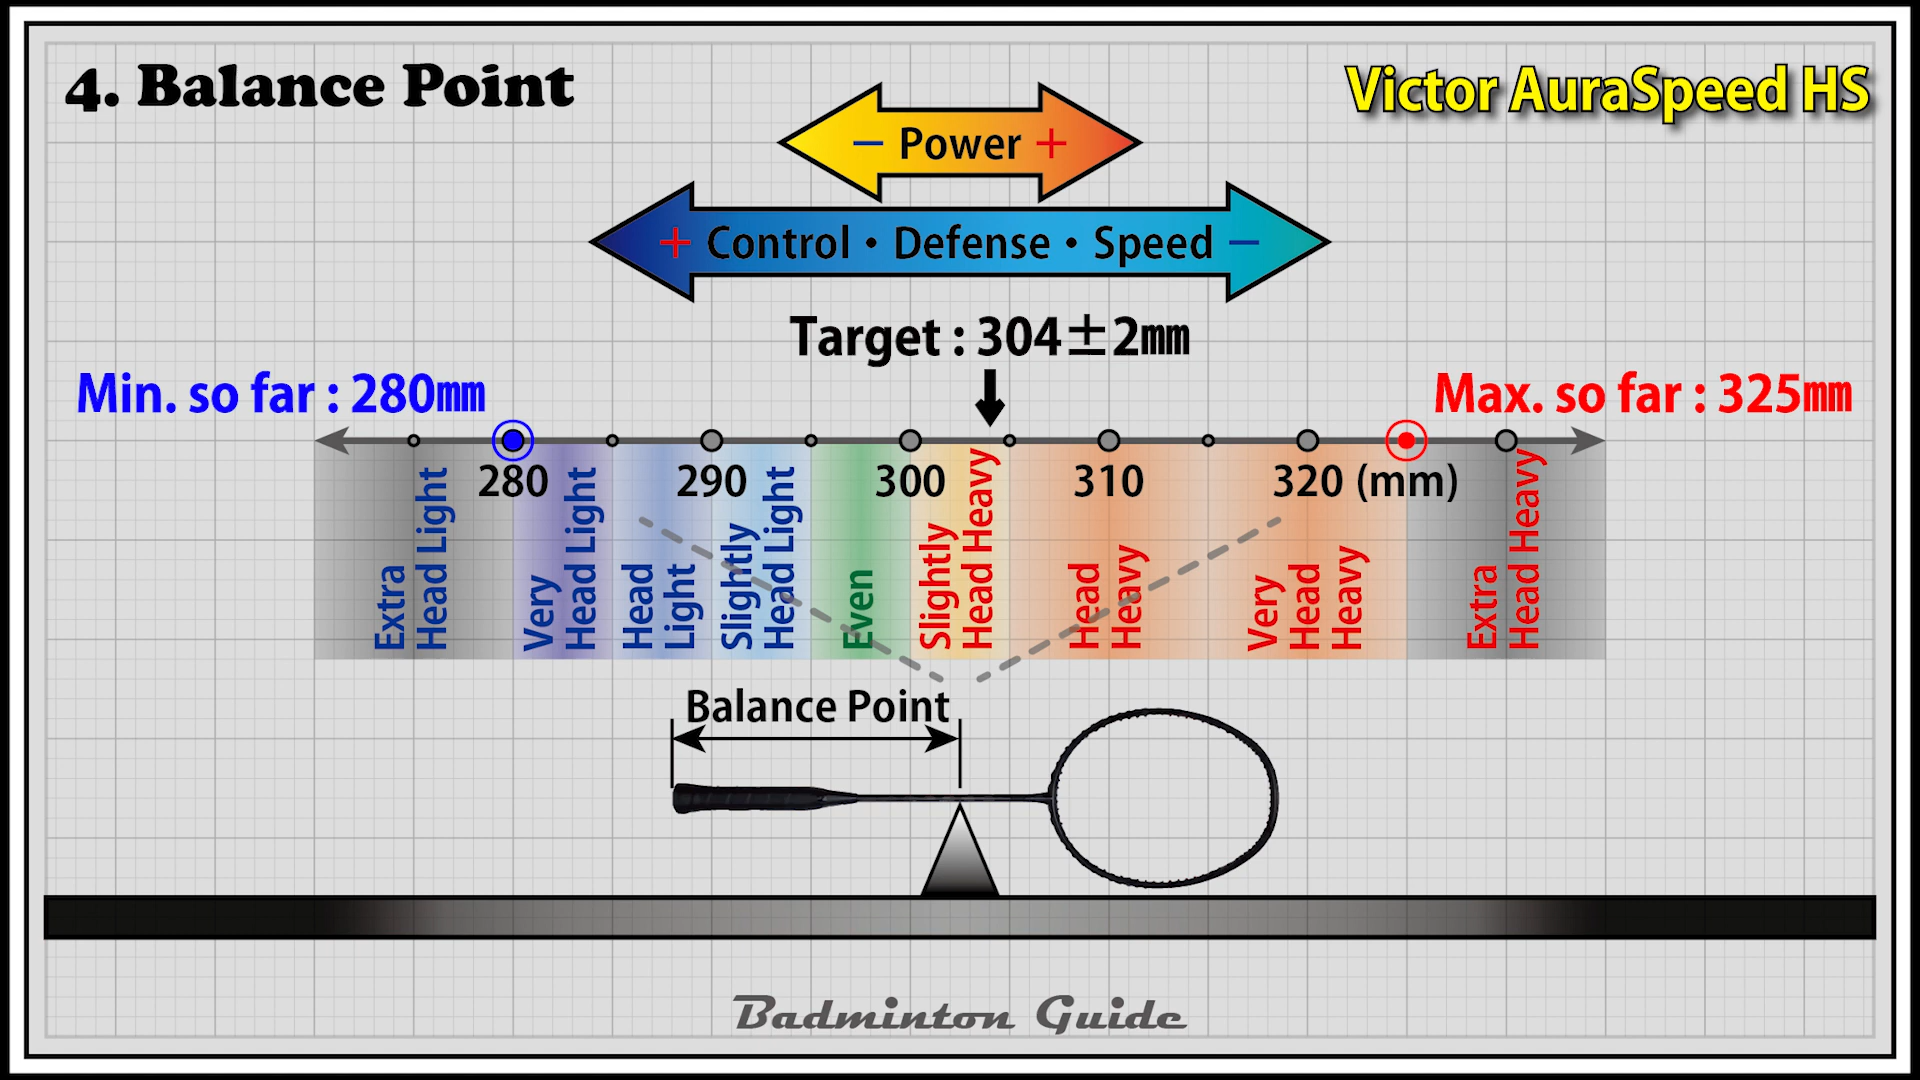 4. Balance Point
Victor AuraSpeed HS
− Power +
+ Control • Defense • Speed −
Target : 304±2㎜
Min. so far : 280㎜
Max. so far : 325㎜
280
290
300
310
320 (mm)
Extra
Head Light
Very
Head Light
Head
Light
Slightly
Head Light
Even
Slightly
Head Heavy
Head
Heavy
Very
Head
Heavy
Extra
Head Heavy
Balance Point
Badminton Guide